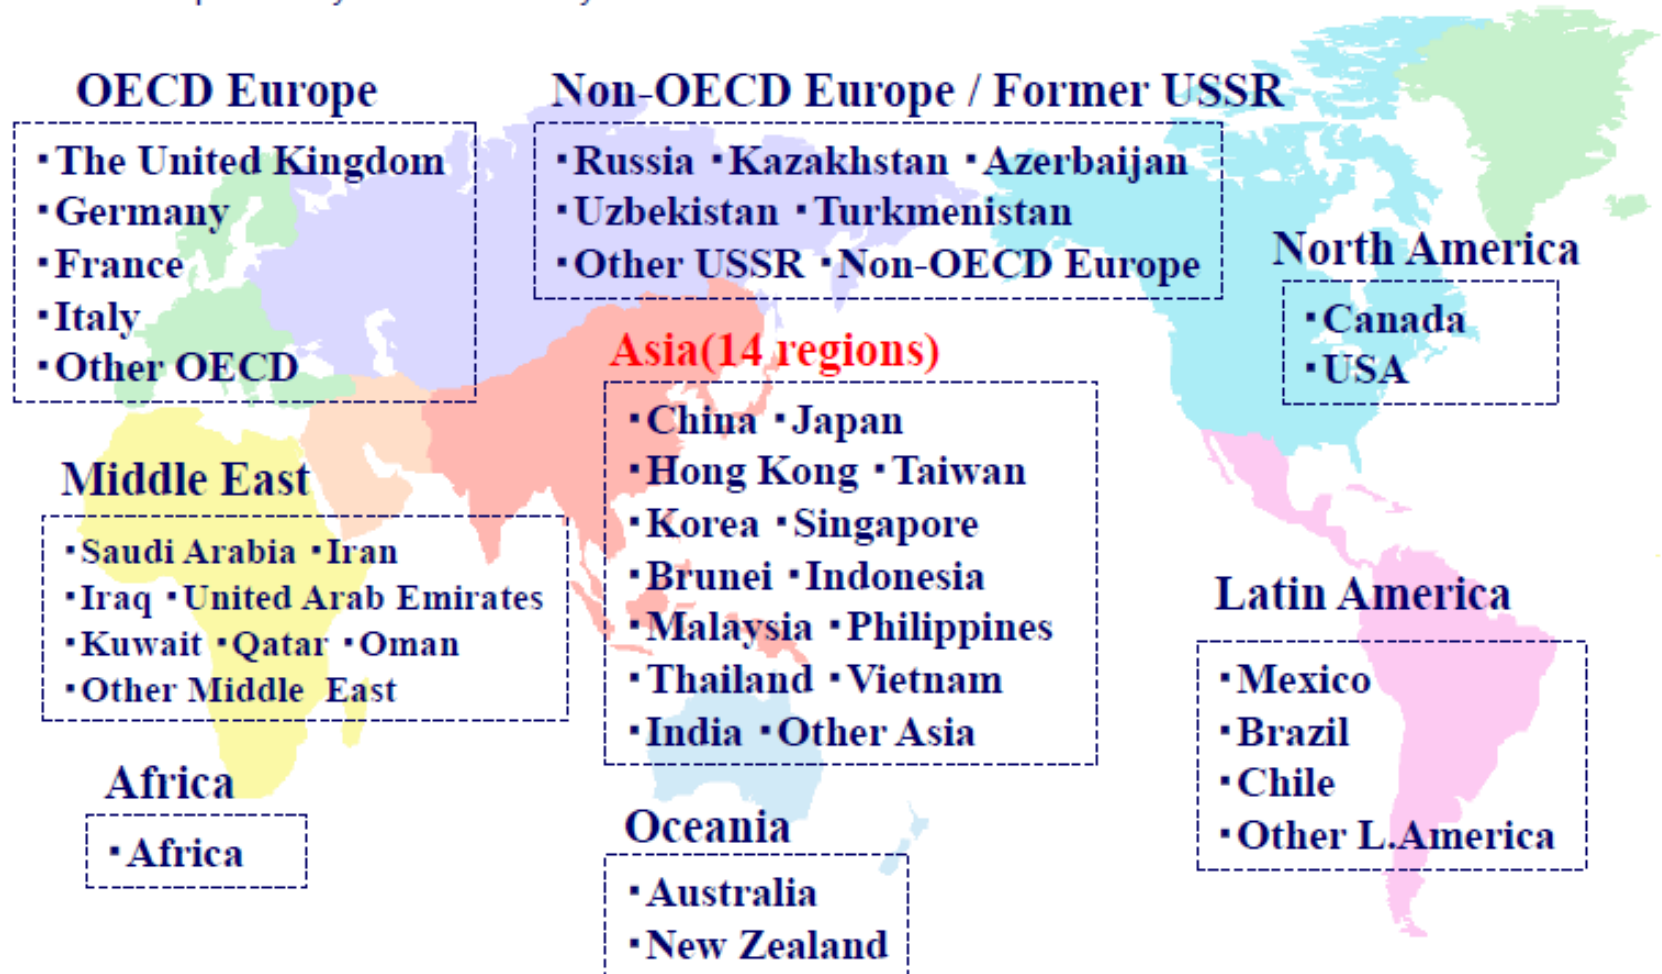 OECD Europe
▪The United Kingdom
▪Germany
▪France
▪Italy
▪Other OECD
Non-OECD Europe / Former USSR
▪Russia ▪Kazakhstan ▪Azerbaijan
▪Uzbekistan ▪Turkmenistan
▪Other USSR ▪Non-OECD Europe
North America
▪Canada
▪USA
Asia(14 regions)
▪China ▪Japan
▪Hong Kong ▪Taiwan
▪Korea ▪Singapore
▪Brunei ▪Indonesia
▪Malaysia ▪Philippines
▪Thailand ▪Vietnam
▪India ▪Other Asia
Middle East
▪Saudi Arabia ▪Iran
▪Iraq ▪United Arab Emirates
▪Kuwait ▪Qatar ▪Oman
▪Other Middle East
Latin America
▪Mexico
▪Brazil
▪Chile
▪Other L.America
Africa
▪Africa
Oceania
▪Australia
▪New Zealand